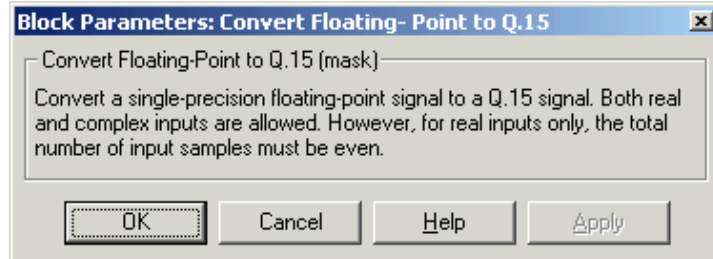 Block Parameters: Convert Floating- Point to Q.15
Convert Floating-Point to Q.15 (mask)
Convert a single-precision floating-point signal to a Q.15 signal. Both real
and complex inputs are allowed. However, for real inputs only, the total
number of input samples must be even.
OK Cancel Help Apply